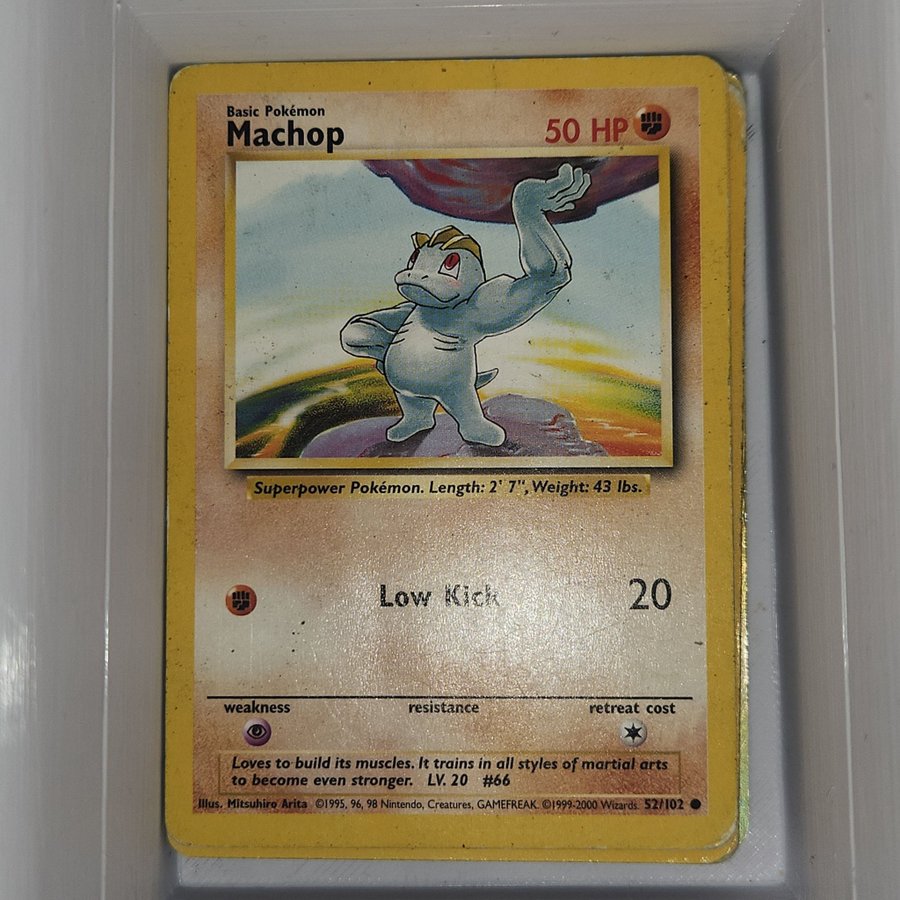 Basic Pokémon
Machop
50 HP
Superpower Pokémon. Length: 2' 7", Weight: 43 lbs.
Low Kick 20
weakness resistance retreat cost
Loves to build its muscles. It trains in all styles of martial arts
to become even stronger. LV. 20 #66
Illus. Mitsuhiro Arita ©1995, 96, 98 Nintendo, Creatures, GAMEFREAK. ©1999-2000 Wizards. 52/102